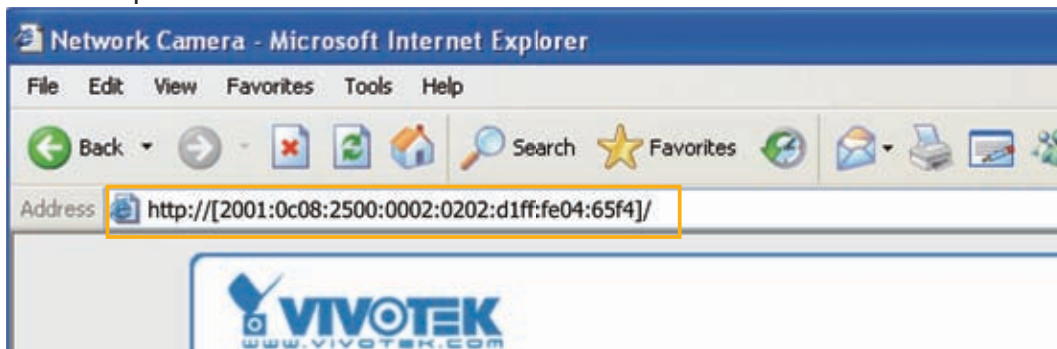 Network Camera - Microsoft Internet Explorer
File Edit View Favorites Tools Help
Back Search Favorites
Address http://[2001:0c08:2500:0002:0202:d1ff:fe04:65f4]/
VIVOTEK
WWW.VIVOTEK.COM